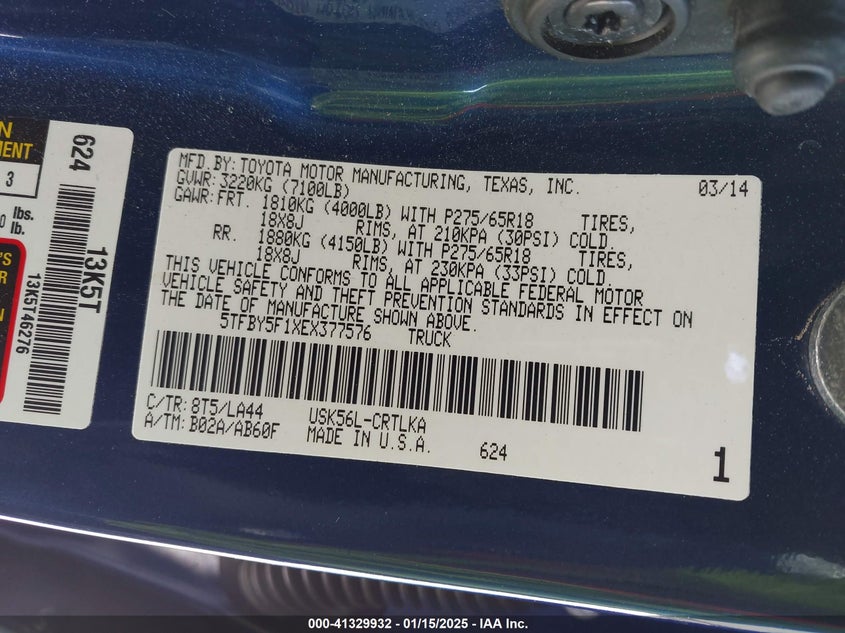 N
MENT
3
0 lbs.
lb.
'S
R
N
624
13K5T
13K5T46276
MFD.BY:TOYOTA MOTOR MANUFACTURING, TEXAS, INC. 03/14
GVWR: 3220KG (7100LB)
GAWR:FRT. 1810KG (4000LB) WITH P275/65R18 TIRES,
18X8J RIMS, AT 210KPA (30PSI) COLD.
RR. 1880KG (4150LB) WITH P275/65R18 TIRES,
18X8J RIMS, AT 230KPA (33PSI) COLD.
THIS VEHICLE CONFORMS TO ALL APPLICABLE FEDERAL MOTOR
VEHICLE SAFETY AND THEFT PREVENTION STANDARDS IN EFFECT ON
THE DATE OF MANUFACTURE SHOWN ABOVE.
5TFBY5F1XEX377576 TRUCK
C/TR: 8T5/LA44 USK56L-CRTLKA
A/TM: B02A/AB60F MADE IN U.S.A. 624
1
000-41329932 - 01/15/2025 - IAA Inc.